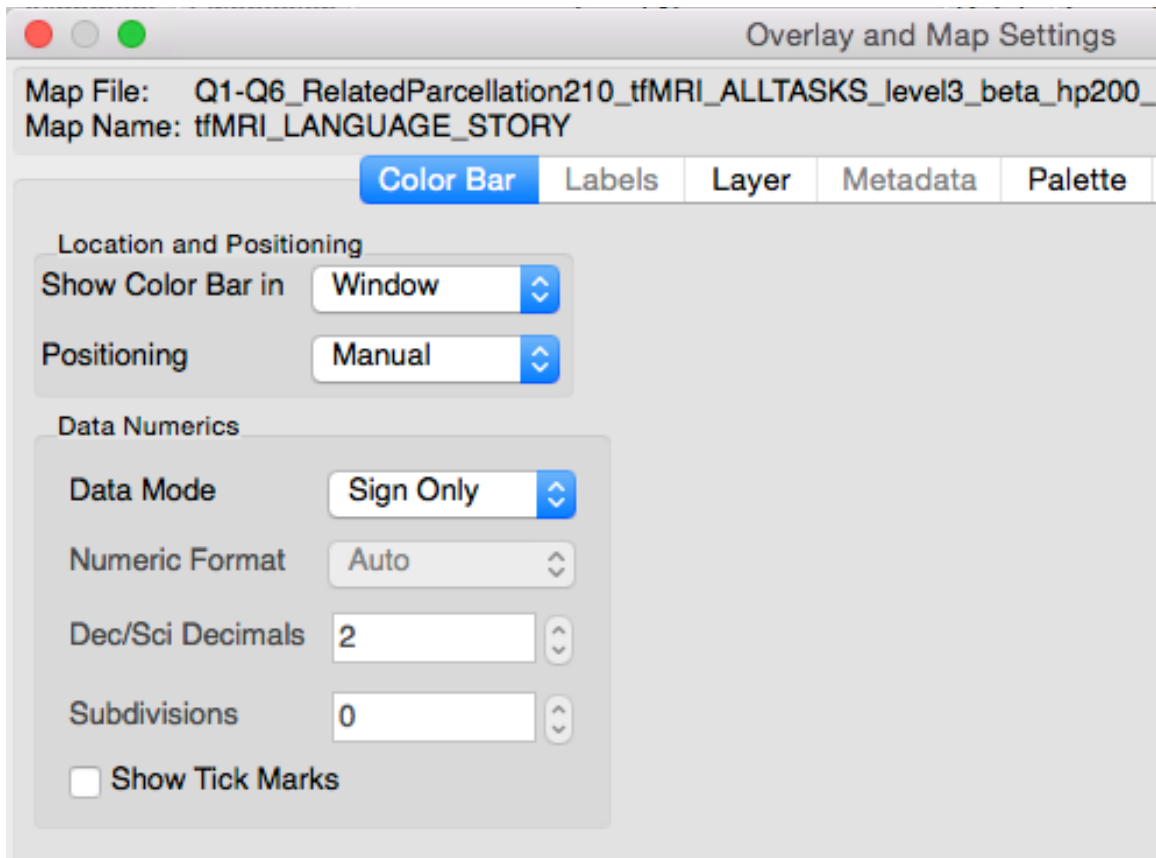 Overlay and Map Settings
Map File: Q1-Q6_RelatedParcellation210_tfMRI_ALLTASKS_level3_beta_hp200_
Map Name: tfMRI_LANGUAGE_STORY
Color Bar Labels Layer Metadata Palette
Location and Positioning
Show Color Bar in Window
Positioning Manual
Data Numerics
Data Mode Sign Only
Numeric Format Auto
Dec/Sci Decimals 2
Subdivisions 0
Show Tick Marks